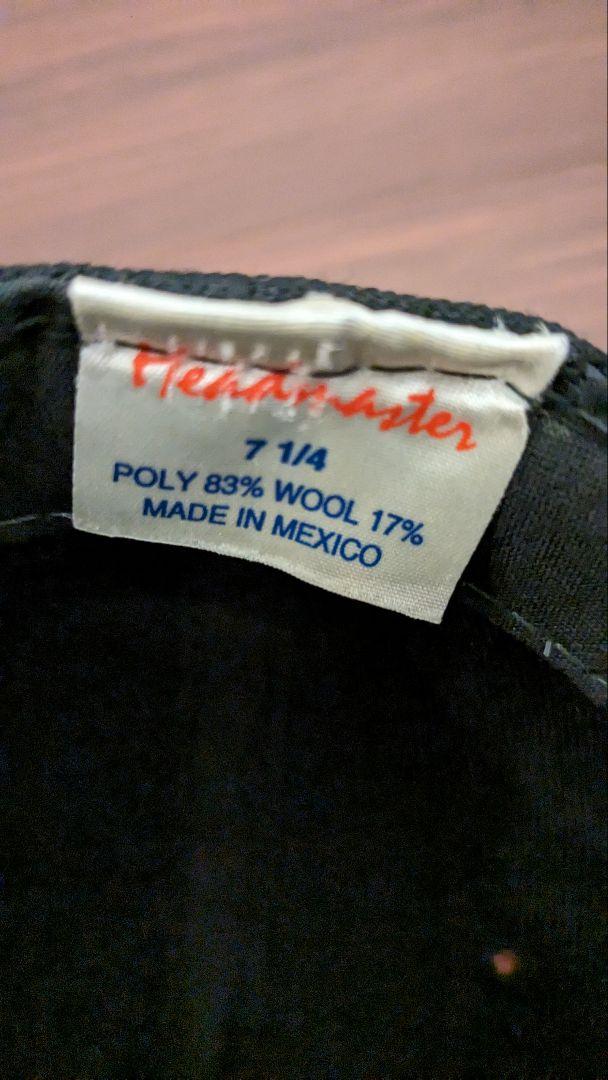 Headmaster
7 1/4
POLY 83% WOOL 17%
MADE IN MEXICO